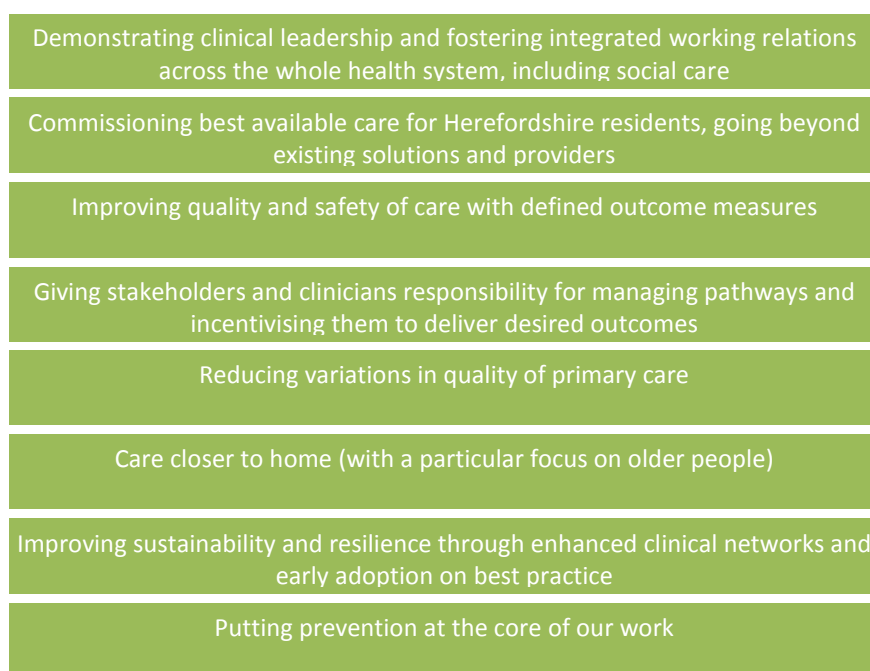 Demonstrating clinical leadership and fostering integrated working relations
across the whole health system, including social care
Commissioning best available care for Herefordshire residents, going beyond
existing solutions and providers
Improving quality and safety of care with defined outcome measures
Giving stakeholders and clinicians responsibility for managing pathways and
incentivising them to deliver desired outcomes
Reducing variations in quality of primary care
Care closer to home (with a particular focus on older people)
Improving sustainability and resilience through enhanced clinical networks and
early adoption on best practice
Putting prevention at the core of our work